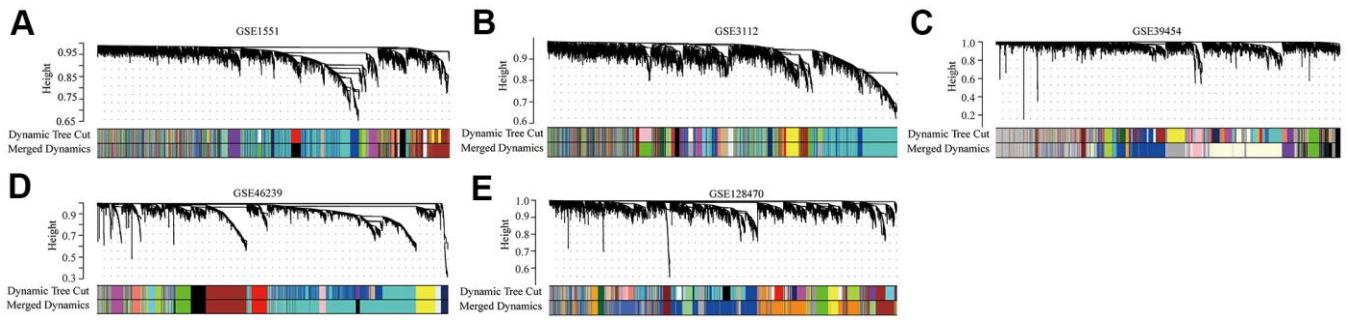 A
GSE1551
Height
0.95
0.85
0.75
0.65
Dynamic Tree Cut
Merged Dynamics
B
GSE3112
Height
0.9
0.8
0.7
0.6
Dynamic Tree Cut
Merged Dynamics
C
GSE39454
Height
1.0
0.8
0.6
0.4
0.2
Dynamic Tree Cut
Merged Dynamics
D
GSE46239
Height
0.9
0.7
0.5
0.3
Dynamic Tree Cut
Merged Dynamics
E
GSE128470
Height
1.0
0.9
0.8
0.7
0.6
Dynamic Tree Cut
Merged Dynamics